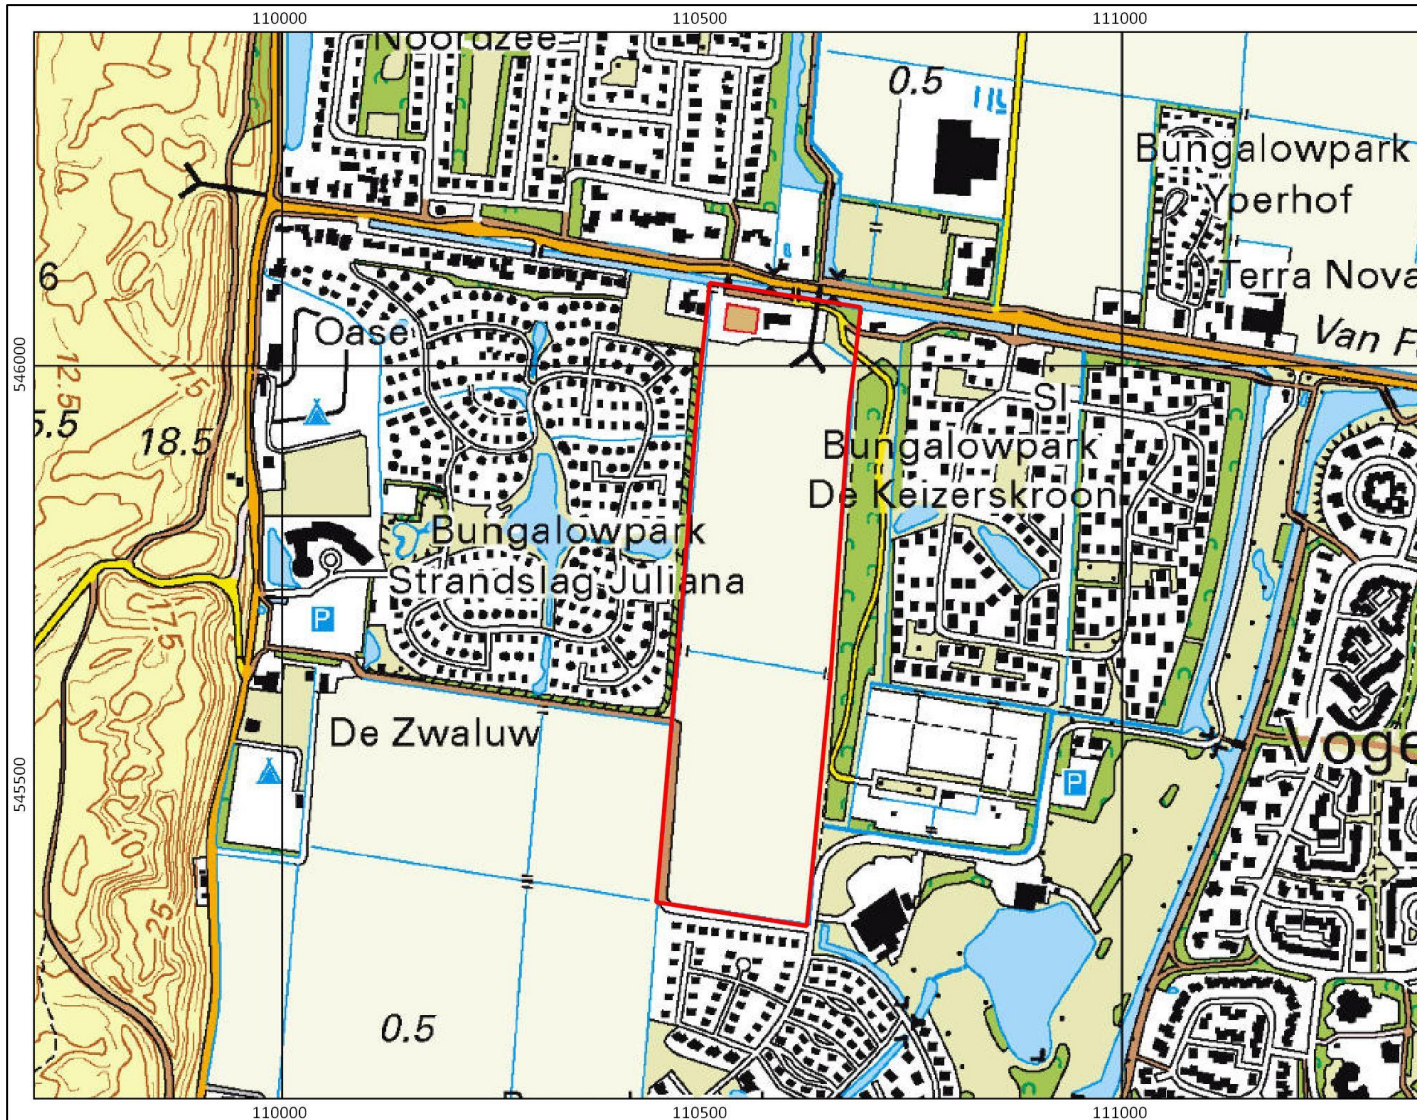 110000 110500 111000
Noordzee
0.5
Bungalowpark
Yperhof
6
Terra Nova
Oase
Van F
546000
12.5
17.5
5.5
18.5
Sl
Bungalowpark
De Keizerskroon
Bungalowpark
Strandslag Juliana
P
17.5
De Zwaluw
Voge
545500
P
10
25
0.5
110000 110500 111000